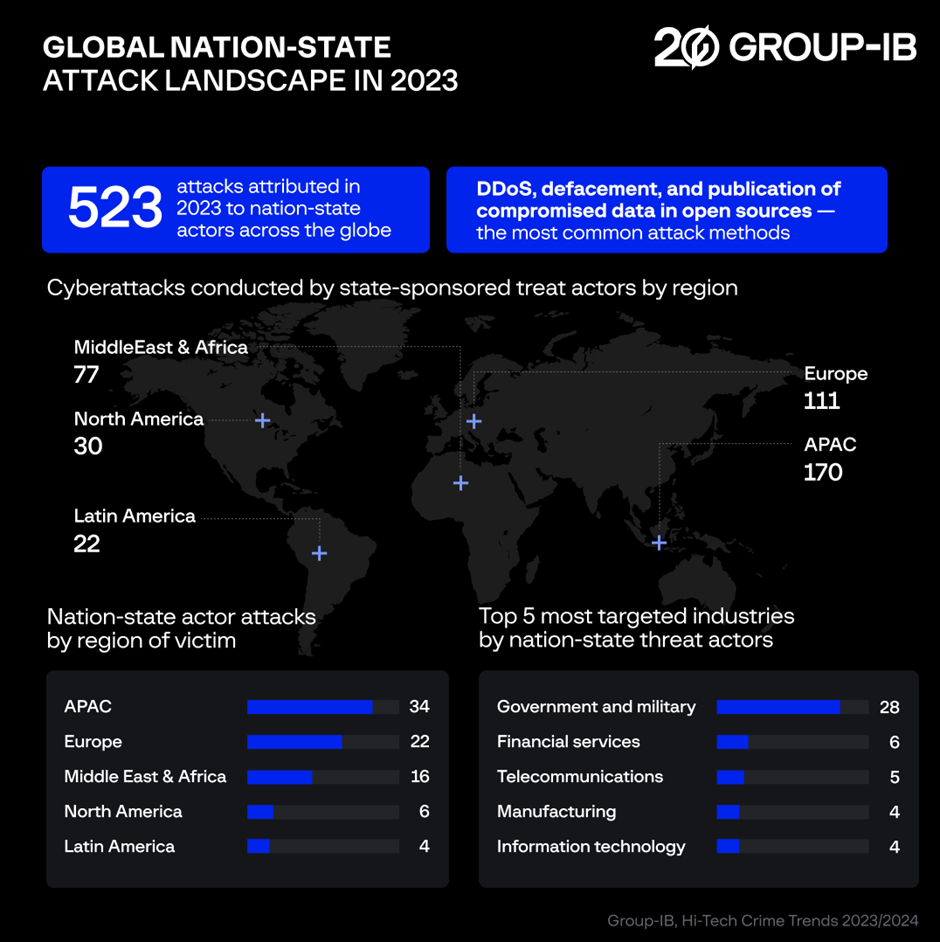 GLOBAL NATION-STATE
ATTACK LANDSCAPE IN 2023
20 GROUP-IB
523
attacks attributed in
2023 to nation-state
actors across the globe
DDoS, defacement, and publication of
compromised data in open sources —
the most common attack methods
Cyberattacks conducted by state-sponsored treat actors by region
MiddleEast & Africa
77
North America
30
Latin America
22
Europe
111
APAC
170
Nation-state actor attacks
by region of victim
APAC 34
Europe 22
Middle East & Africa 16
North America 6
Latin America 4
Top 5 most targeted industries
by nation-state threat actors
Government and military 28
Financial services 6
Telecommunications 5
Manufacturing 4
Information technology 4
Group-IB, Hi-Tech Crime Trends 2023/2024